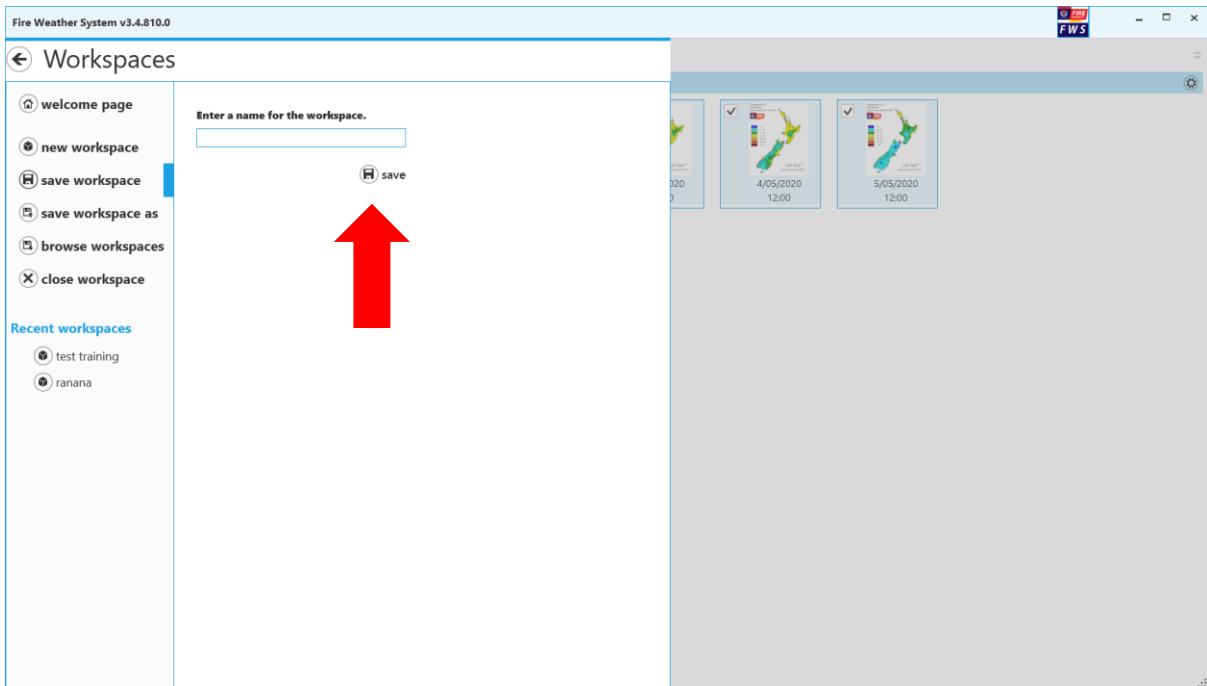 Fire Weather System v3.4.810.0
FIRE
FWS
Workspaces
welcome page
new workspace
save workspace
save workspace as
browse workspaces
close workspace
Recent workspaces
test training
ranana
Enter a name for the workspace.
save
020
4/05/2020
12:00
5/05/2020
12:00